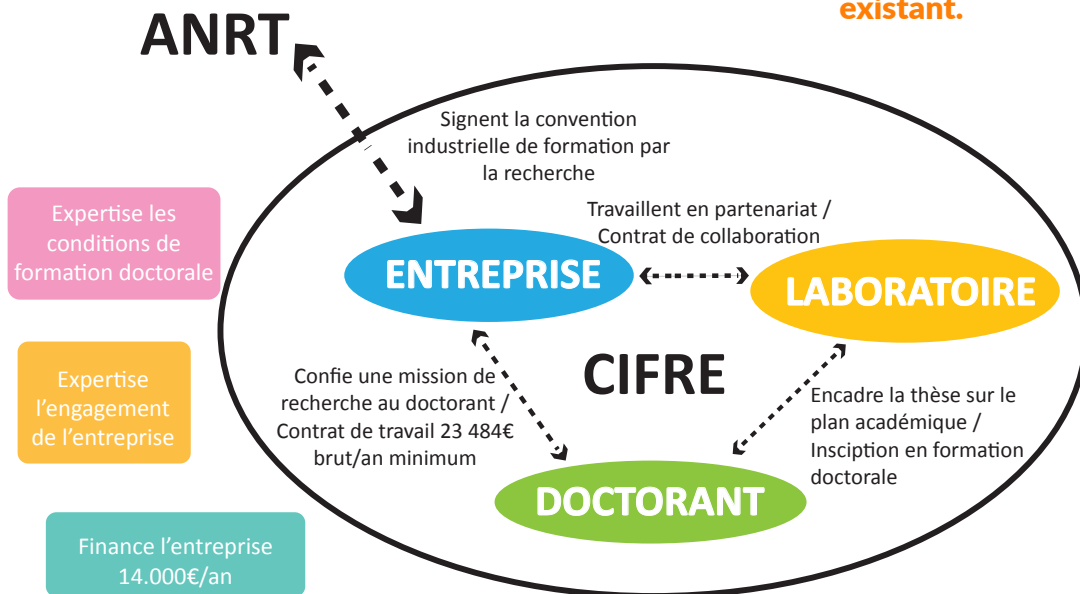 existant.
ANRT
Signent la convention
industrielle de formation par
la recherche
Expertise les
conditions de
formation doctorale
Travaillent en partenariat /
Contrat de collaboration
ENTREPRISE
LABORATOIRE
Expertise
l'engagement
de l'entreprise
CIFRE
Confie une mission de
recherche au doctorant /
Contrat de travail 23 484€
brut/an minimum
Encadre la thèse sur le
plan académique /
Insciption en formation
doctorale
DOCTORANT
Finance l'entreprise
14.000€/an